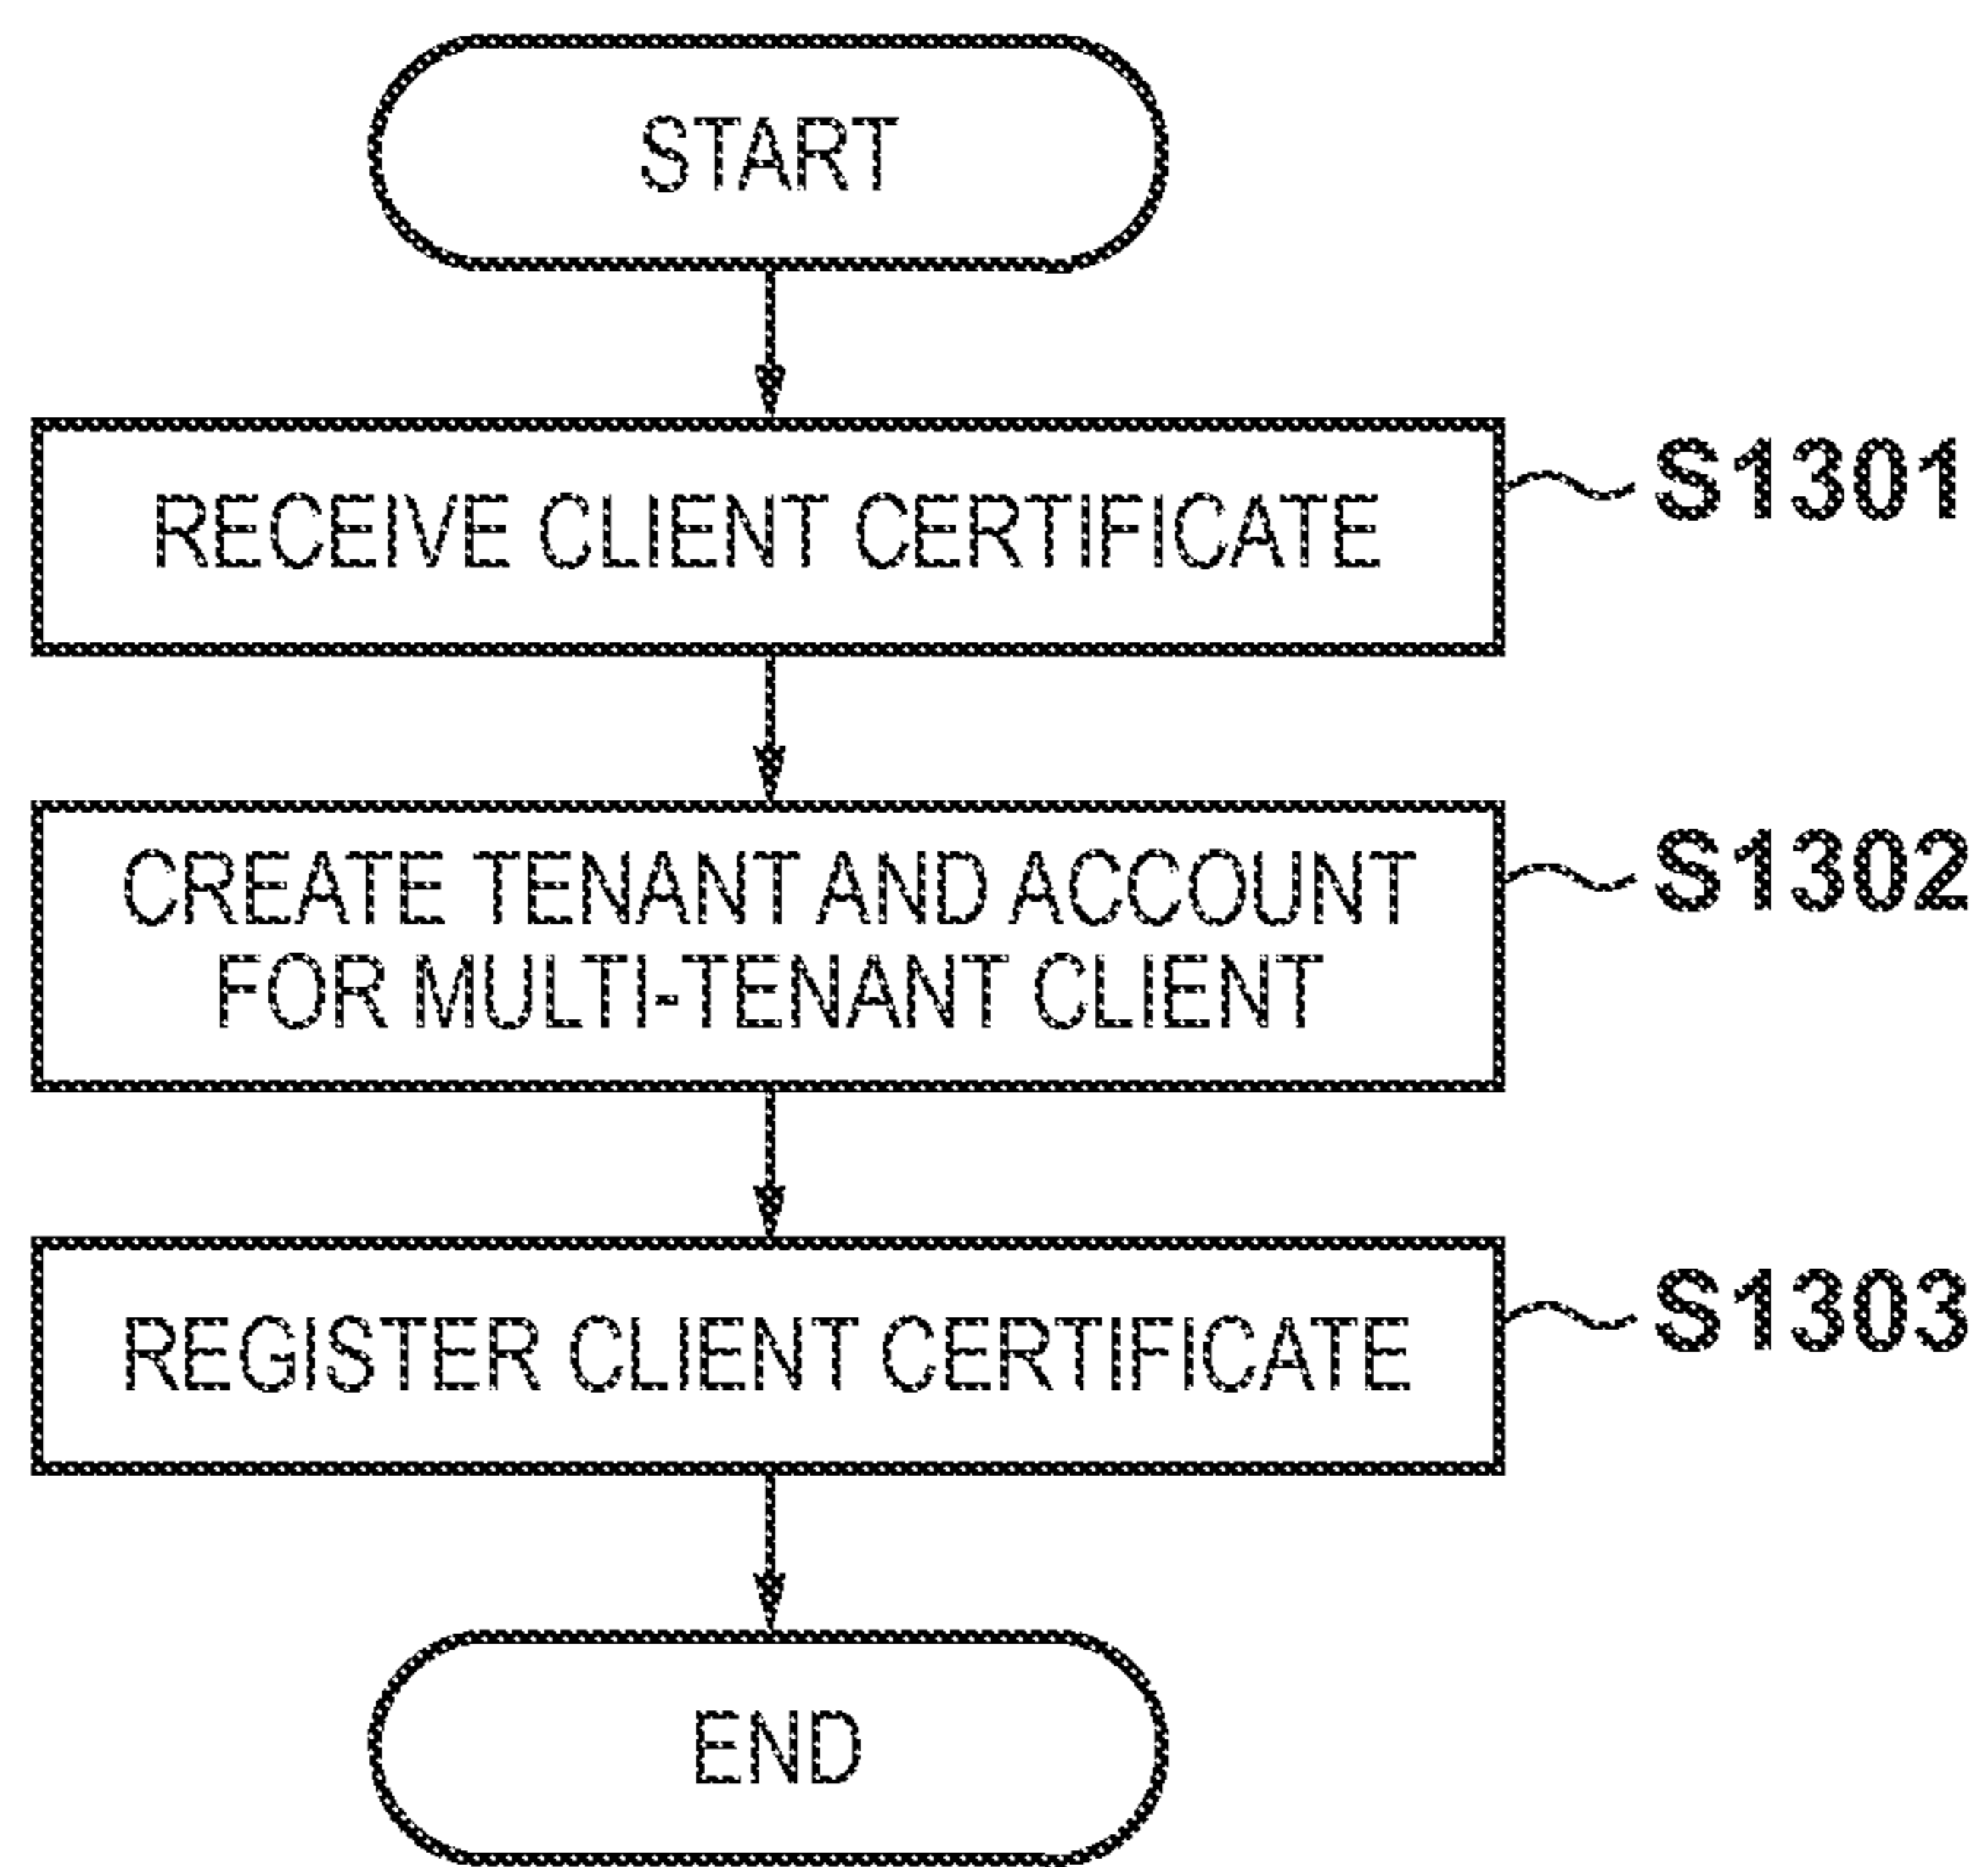 START
RECEIVE CLIENT CERTIFICATE
S1301
CREATE TENANT AND ACCOUNT
FOR MULTI-TENANT CLIENT
S1302
REGISTER CLIENT CERTIFICATE
S1303
END